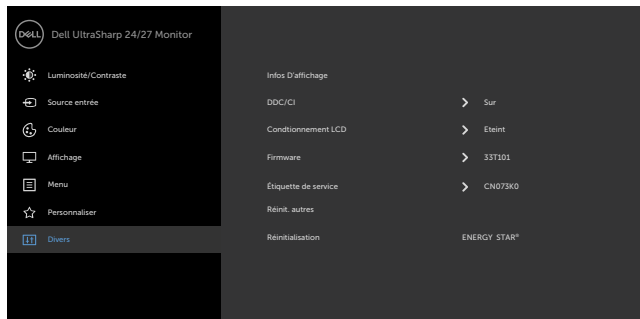 DELL Dell UltraSharp 24/27 Monitor
Luminosité/Contraste
Source entrée
Couleur
Affichage
Menu
Personnaliser
Divers
Infos D'affichage
DDC/CI Sur
Condtionnement LCD Eteint
Firmware 33T101
Étiquette de service CN073K0
Réinit. autres
Réinitialisation ENERGY STAR®